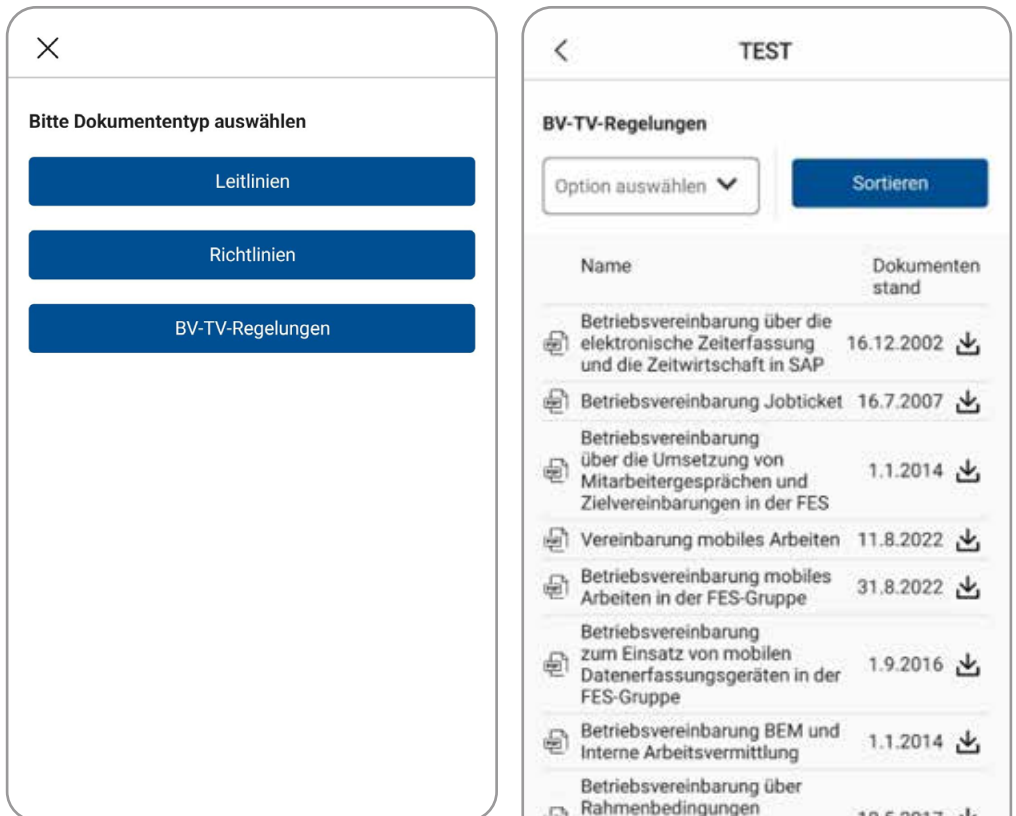 Bitte Dokumententyp auswählen
Leitlinien
Richtlinien
BV-TV-Regelungen
TEST
BV-TV-Regelungen
Option auswählen
Sortieren
Name
Dokumenten
stand
Betriebsvereinbarung über die
elektronische Zeiterfassung
und die Zeitwirtschaft in SAP
16.12.2002
Betriebsvereinbarung Jobticket
16.7.2007
Betriebsvereinbarung
über die Umsetzung von
Mitarbeitergesprächen und
Zielvereinbarungen in der FES
1.1.2014
Vereinbarung mobiles Arbeiten
11.8.2022
Betriebsvereinbarung mobiles
Arbeiten in der FES-Gruppe
31.8.2022
Betriebsvereinbarung
zum Einsatz von mobilen
Datenerfassungsgeräten in der
FES-Gruppe
1.9.2016
Betriebsvereinbarung BEM und
Interne Arbeitsvermittlung
1.1.2014
Betriebsvereinbarung über
Rahmenbedingungen